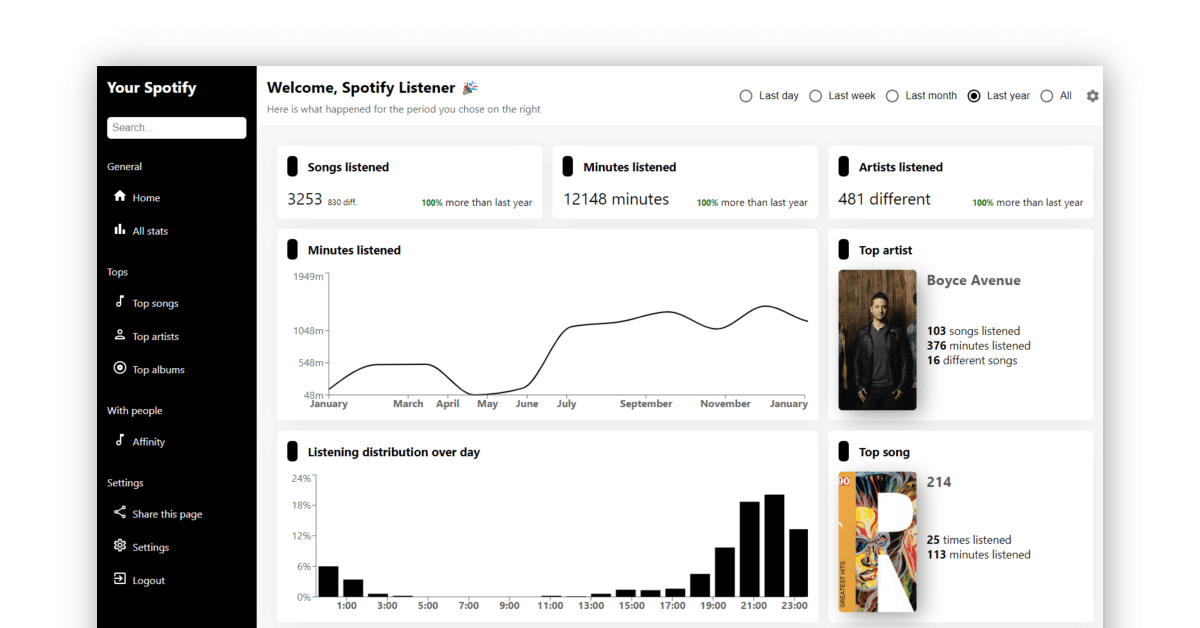 Your Spotify
Search...
General
Home
All stats
Tops
Top songs
Top artists
Top albums
With people
Affinity
Settings
Share this page
Settings
Logout
Welcome, Spotify Listener
Here is what happened for the period you chose on the right
Last day Last week Last month Last year All
Songs listened
3253 830 diff. 100% more than last year
Minutes listened
12148 minutes 100% more than last year
Artists listened
481 different 100% more than last year
Minutes listened
1949m
1048m
548m
48m
January March April May June July September November January
Top artist
Boyce Avenue
103 songs listened
376 minutes listened
16 different songs
Listening distribution over day
24%
18%
12%
6%
0%
1:00 3:00 5:00 7:00 9:00 11:00 13:00 15:00 17:00 19:00 21:00 23:00
Top song
90
R
GREATEST HITS
214
25 times listened
113 minutes listened